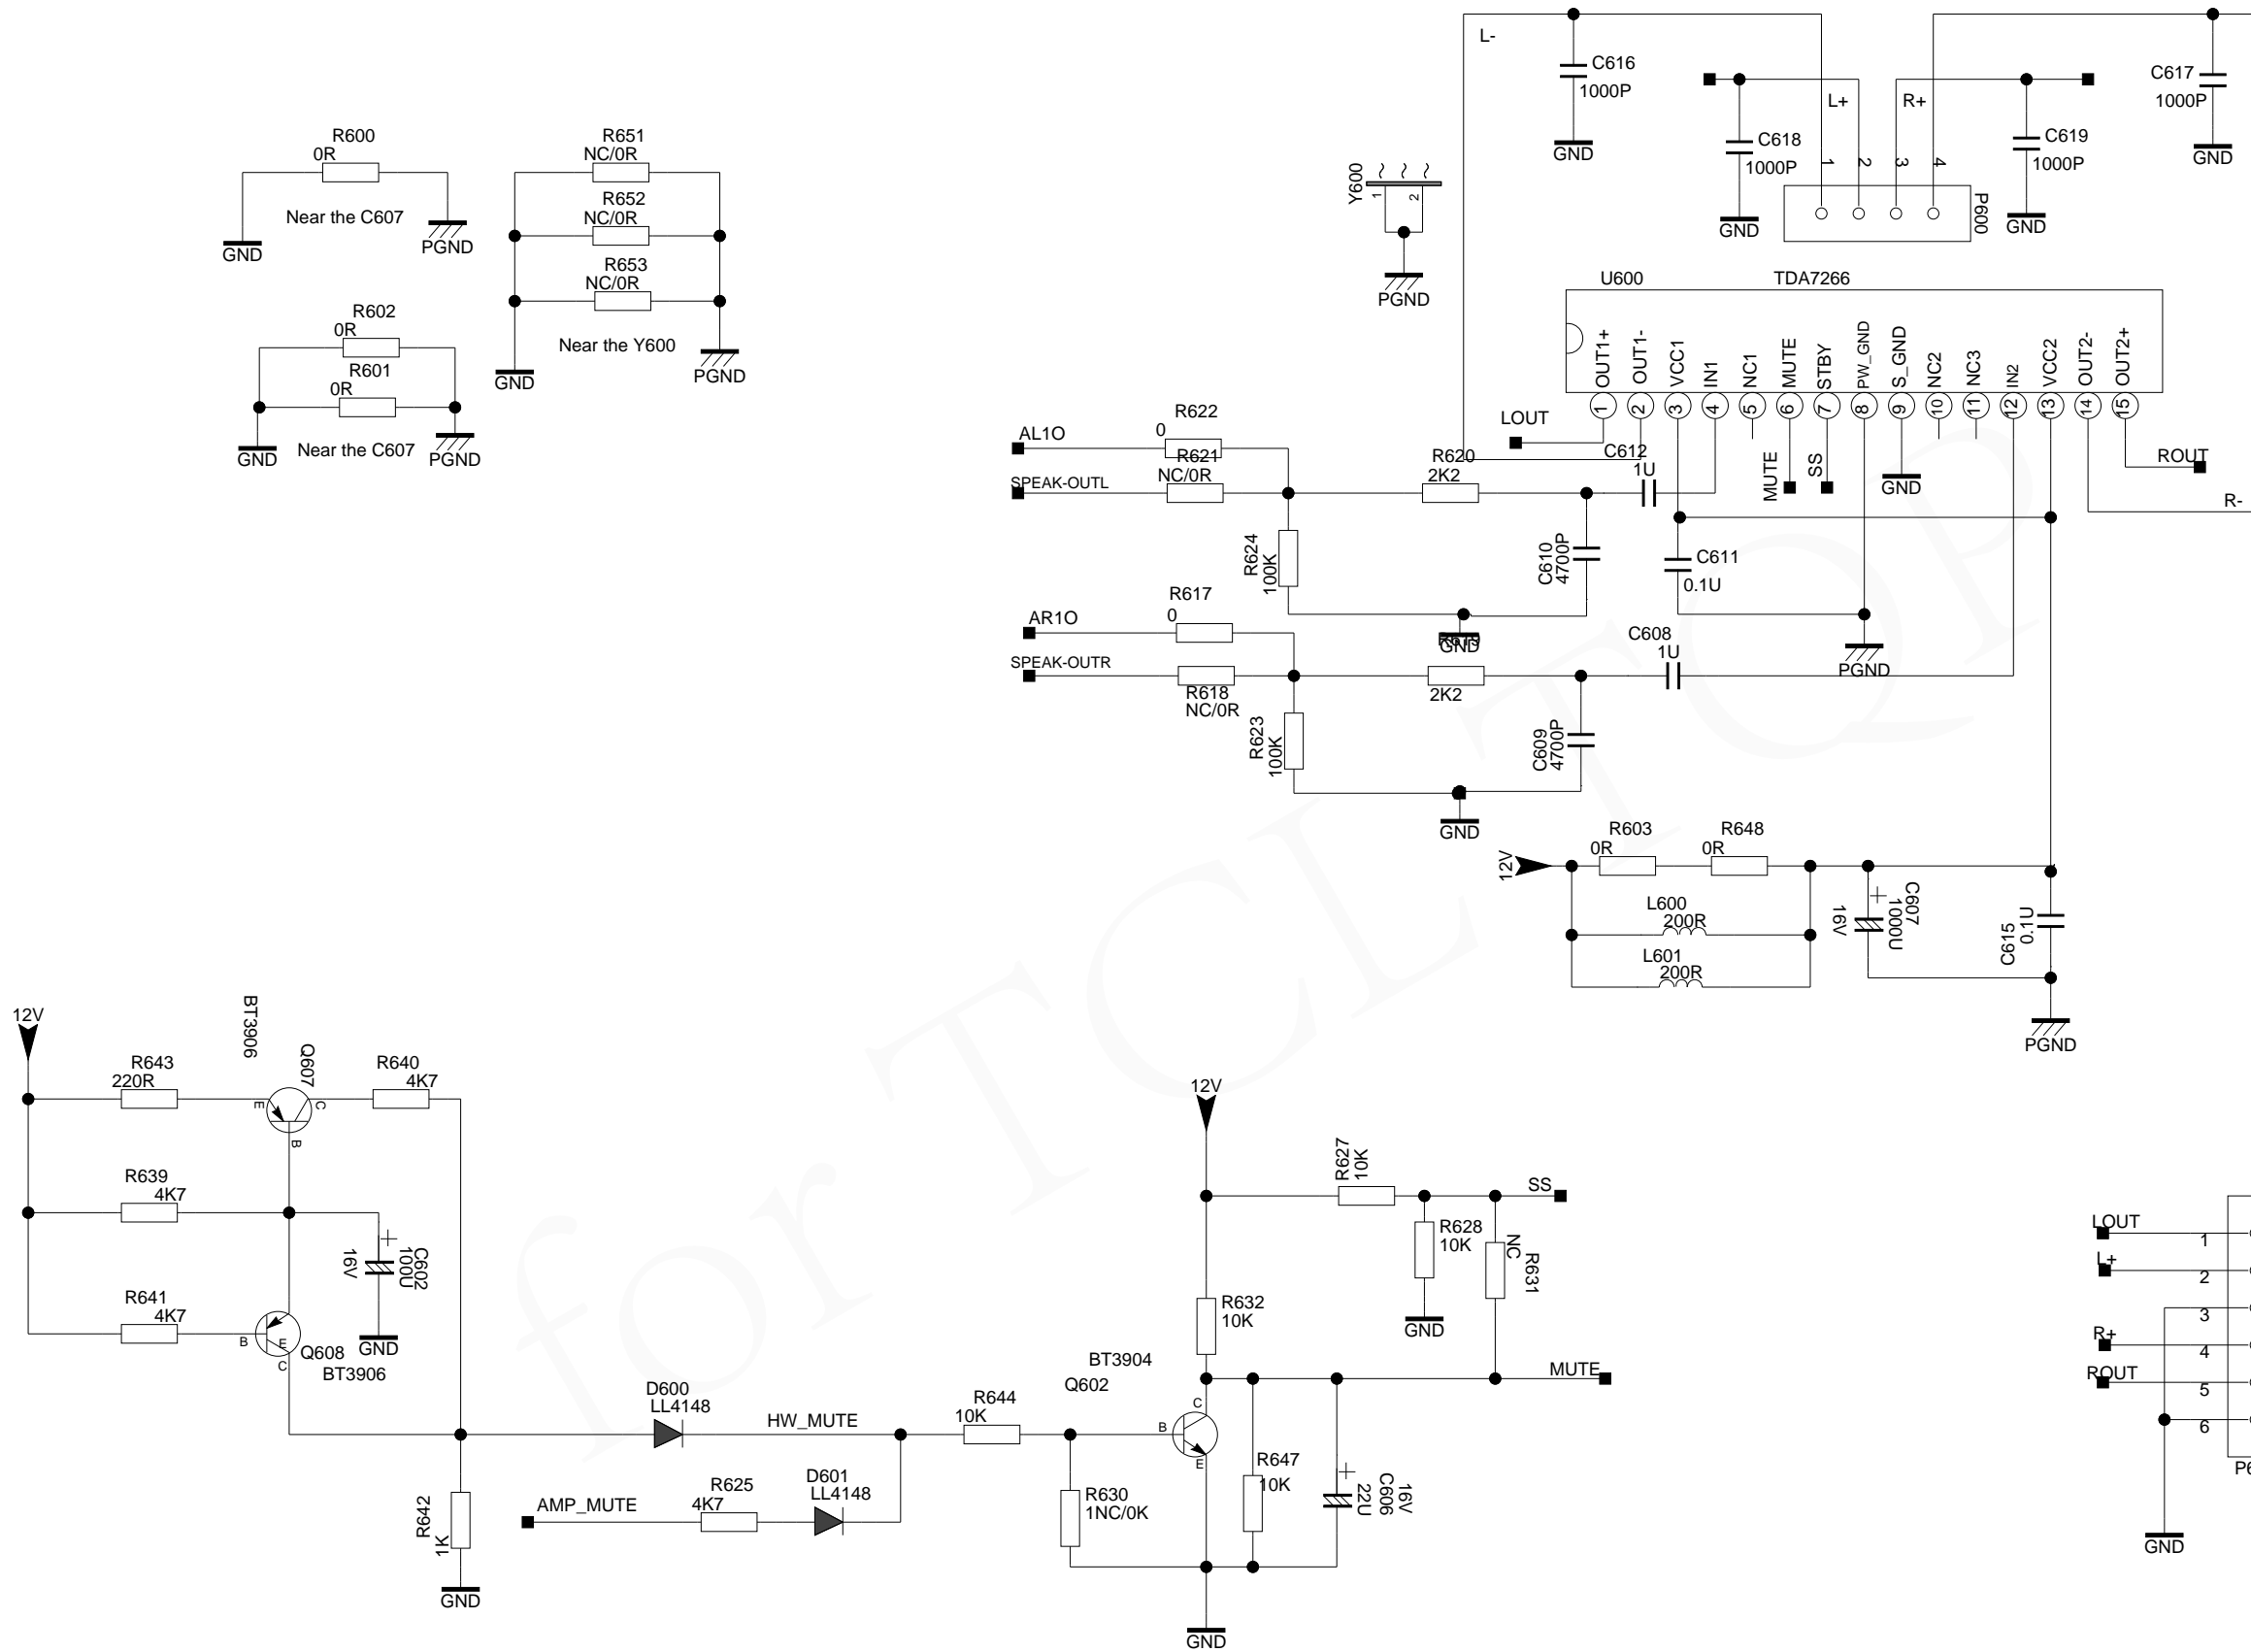 L-
C616
1000P
GND
L+
R+
C618
1000P
GND
C619
1000P
GND
C617
1000P
GND
1
2
3
4
P600
R600
0R
Near the C607
GND
PGND
R651
NC/0R
R652
NC/0R
R653
NC/0R
Near the Y600
GND
PGND
R602
0R
R601
0R
Near the C607
GND
PGND
Y600
1
2
PGND
U600
TDA7266
OUT1+
OUT1-
VCC1
IN1
NC1
MUTE
STBY
PW_GND
S_GND
NC2
NC3
IN2
VCC2
OUT2-
OUT2+
1
2
3
4
5
6
7
8
9
10
11
12
13
14
15
LOUT
MUTE
SS
GND
ROUT
R-
AL1O
R622
0
SPEAK-OUTL
R621
NC/0R
R620
2K2
C612
1U
R624
100K
C610
4700P
C611
0.1U
GND
PGND
AR1O
R617
0
SPEAK-OUTR
R618
NC/0R
2K2
C608
1U
R623
100K
C609
4700P
GND
12V
R603
0R
R648
0R
L600
200R
L601
200R
C607
1000U
16V
C615
0.1U
PGND
12V
R643
220R
BT3906
Q607
E
C
B
R640
4K7
R639
4K7
C602
100U
16V
GND
R641
4K7
B
E
C
Q608
BT3906
R642
1K
GND
D600
LL4148
HW_MUTE
AMP_MUTE
R625
4K7
D601
LL4148
R644
10K
R630
1NC/0K
12V
R627
10K
SS
R628
10K
GND
NC
R631
R632
10K
MUTE
BT3904
Q602
B
C
E
R647
10K
16V
C606
22U
GND
LOUT
1
L+
2
3
R+
4
ROUT
5
6
P6
GND
for TCL TQP